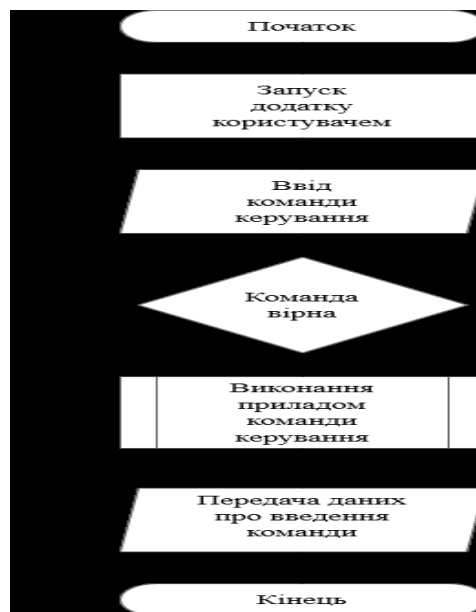 Початок
Запуск
додатку
користувачем
Ввід
команди
керування
Команда
вірна
Виконання
приладом
команди
керування
Передача даних
про введення
команди
Кінець